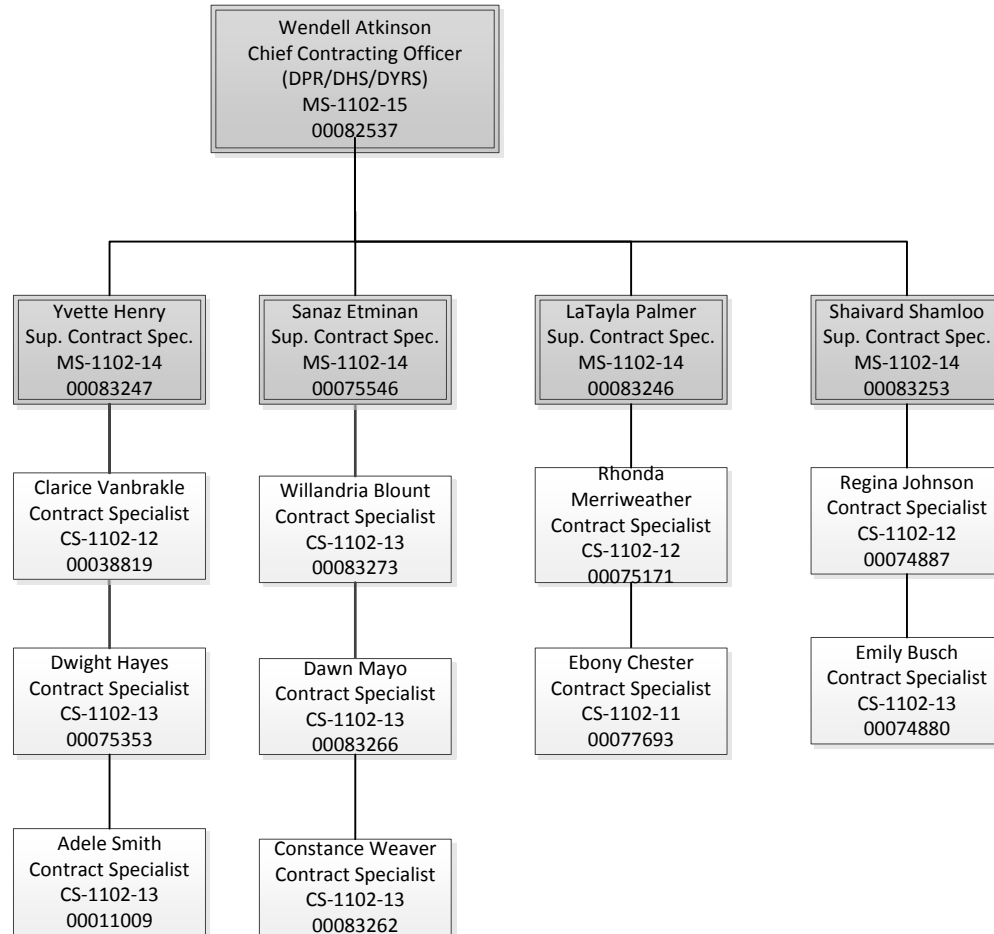 Wendell Atkinson
Chief Contracting Officer
(DPR/DHS/DYRS)
MS-1102-15
00082537
Yvette Henry
Sup. Contract Spec.
MS-1102-14
00083247
Sanaz Etminan
Sup. Contract Spec.
MS-1102-14
00075546
LaTayla Palmer
Sup. Contract Spec.
MS-1102-14
00083246
Shaivard Shamloo
Sup. Contract Spec.
MS-1102-14
00083253
Clarice Vanbrakle
Contract Specialist
CS-1102-12
00038819
Willandria Blount
Contract Specialist
CS-1102-13
00083273
Rhonda
Merriweather
Contract Specialist
CS-1102-12
00075171
Regina Johnson
Contract Specialist
CS-1102-12
00074887
Dwight Hayes
Contract Specialist
CS-1102-13
00075353
Dawn Mayo
Contract Specialist
CS-1102-13
00083266
Ebony Chester
Contract Specialist
CS-1102-11
00077693
Emily Busch
Contract Specialist
CS-1102-13
00074880
Adele Smith
Contract Specialist
CS-1102-13
00011009
Constance Weaver
Contract Specialist
CS-1102-13
00083262